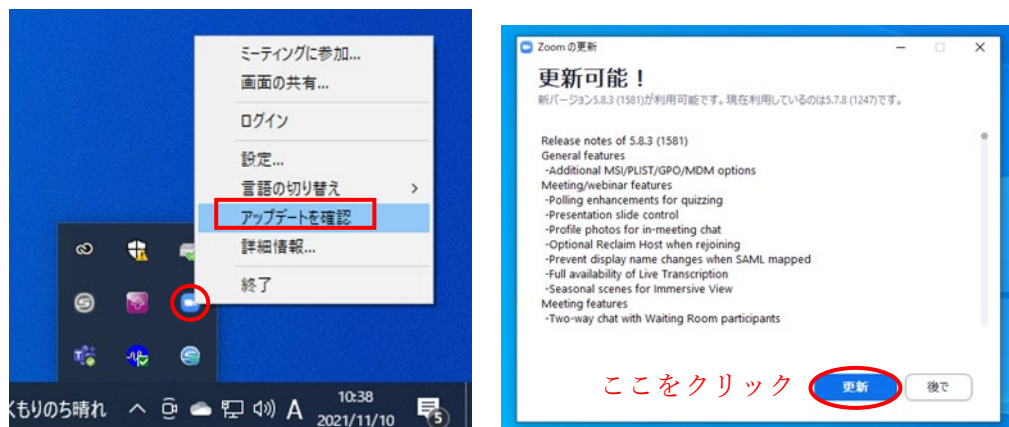 ミーティングに参加...
画面の共有...
ログイン
設定...
言語の切り替え
アップデートを確認
詳細情報...
終了
くもりのち晴れ
A
10:38
2021/11/10
5
Zoom の更新
更新可能！
新バージョン5.8.3 (1581)が利用可能です。現在利用しているのは5.7.8 (1247)です。
Release notes of 5.8.3 (1581)
General features
-Additional MSI/PLIST/GPO/MDM options
Meeting/webinar features
-Polling enhancements for quizzing
-Presentation slide control
-Profile photos for in-meeting chat
-Optional Reclaim Host when rejoining
-Prevent display name changes when SAML mapped
-Full availability of Live Transcription
-Seasonal scenes for Immersive View
Meeting features
-Two-way chat with Waiting Room participants
ここをクリック
更新
後で